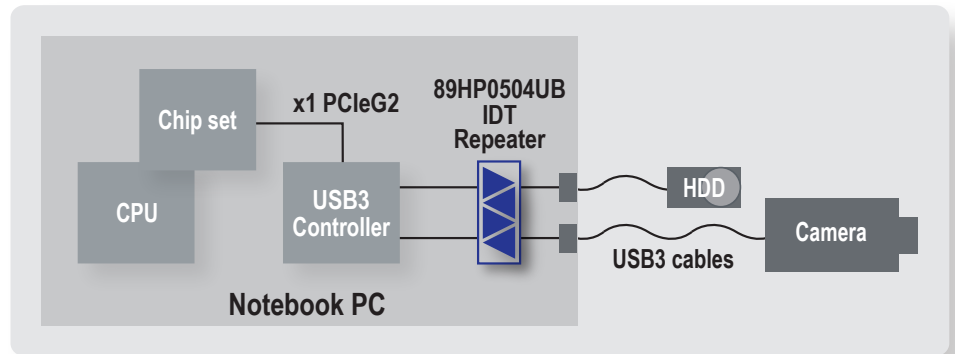 89HP0504UB
IDT
Repeater
x1 PCIeG2
Chip set
CPU
USB3
Controller
HDD
Camera
USB3 cables
Notebook PC